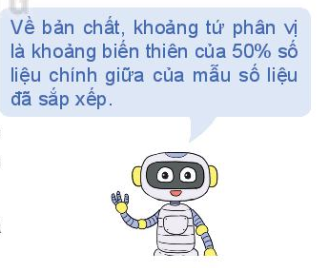 Về bản chất, khoảng tứ phân vị
là khoảng biến thiên của 50% số
liệu chính giữa của mẫu số liệu
đã sắp xếp.